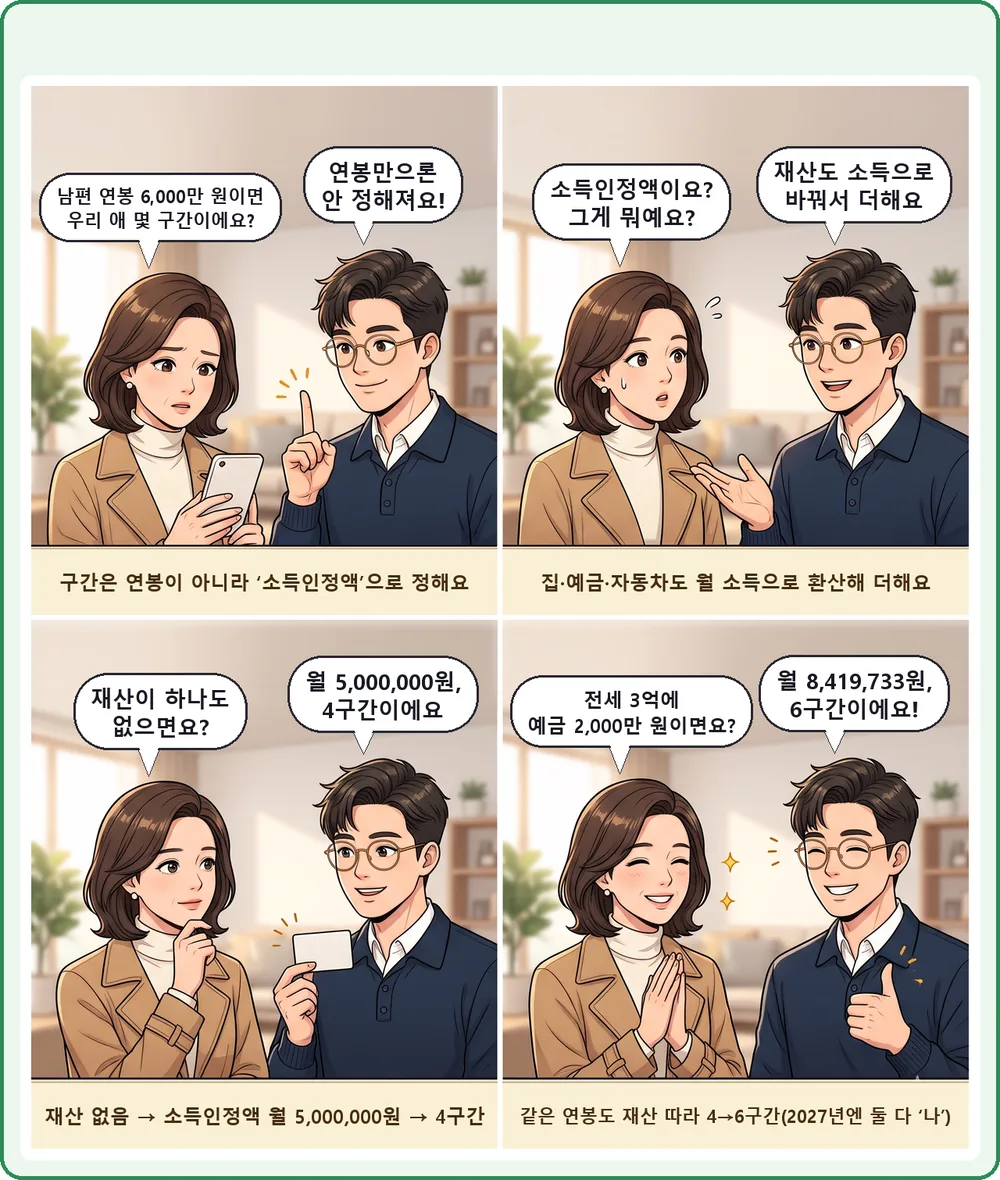 남편 연봉 6,000만 원이면
우리 애 몇 구간이에요?
연봉만으론
안 정해져요!
구간은 연봉이 아니라 ‘소득인정액’으로 정해요
소득인정액이요?
그게 뭐예요?
재산도 소득으로
바꿔서 더해요
집·예금·자동차도 월 소득으로 환산해 더해요
재산이 하나도
없으면요?
월 5,000,000원,
4구간이에요
재산 없음 → 소득인정액 월 5,000,000원 → 4구간
전세 3억에
예금 2,000만 원이면요?
월 8,419,733원,
6구간이에요!
같은 연봉도 재산 따라 4→6구간(2027년엔 둘 다 ‘나’)